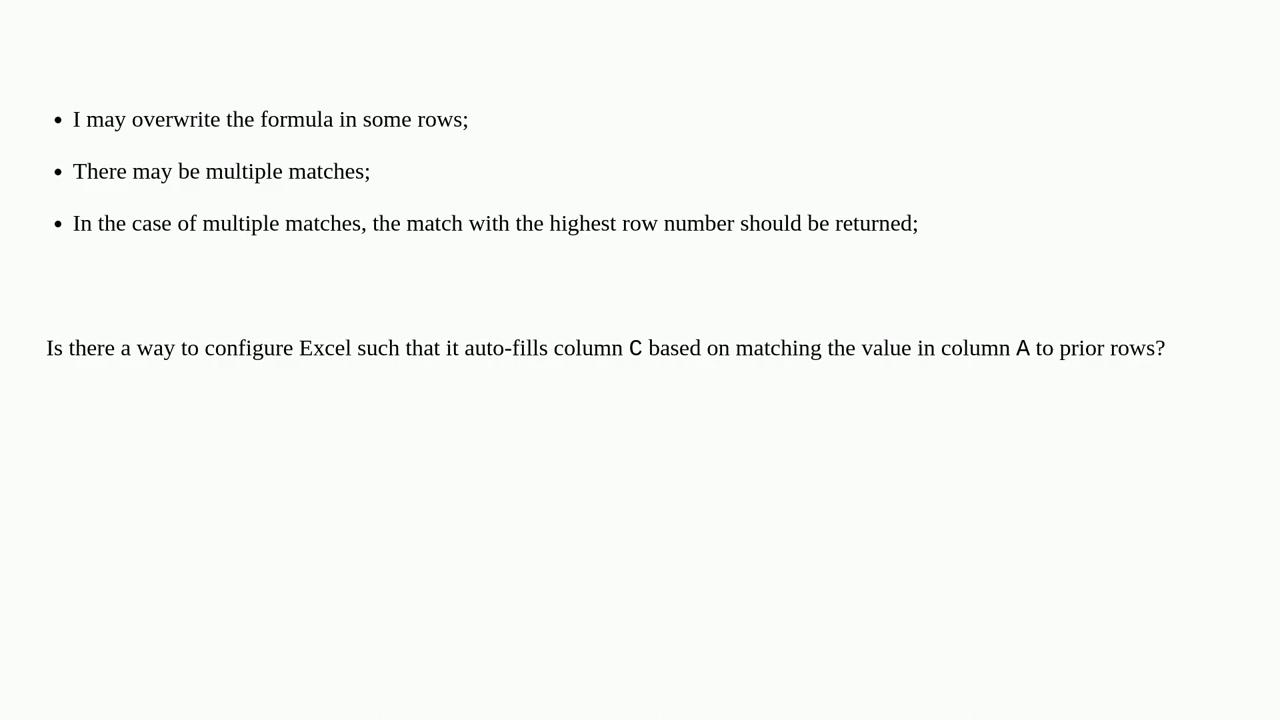 • I may overwrite the formula in some rows;
• There may be multiple matches;
• In the case of multiple matches, the match with the highest row number should be returned;
Is there a way to configure Excel such that it auto-fills column C based on matching the value in column A to prior rows?